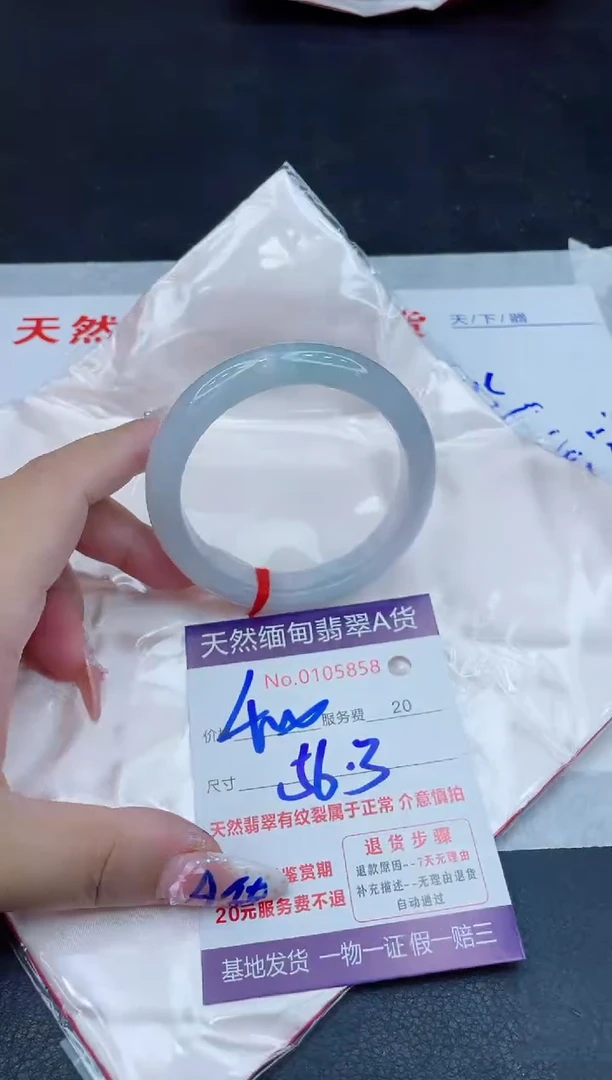 天然
天/下/翡
天然缅甸翡翠A货
No.0105858
价 400 服务费 20
尺寸 56.3
天然翡翠有纹裂属于正常 介意慎拍
鉴赏期
20元服务费不退
退货步骤
退款原因--7天无理由
补充描述--无理由退货
自动通过
基地发货 一物一证 假一赔三